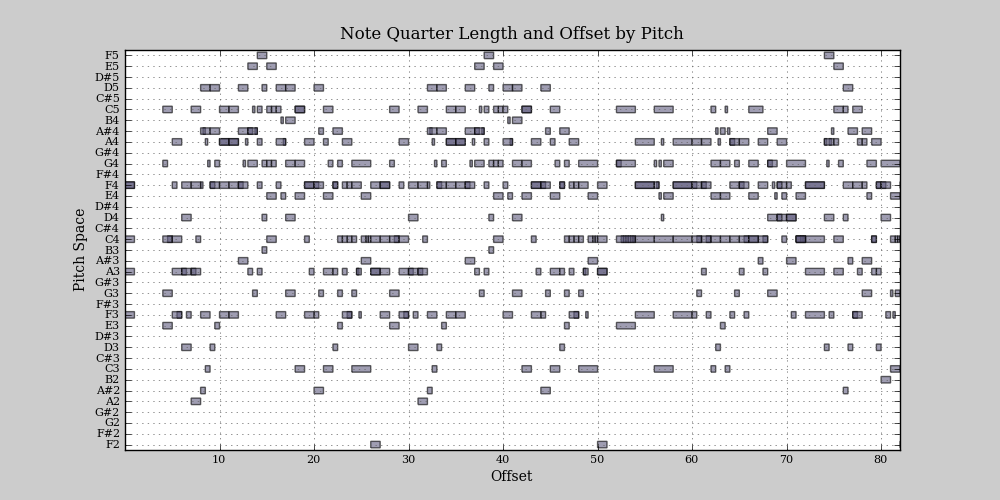 Note Quarter Length and Offset by Pitch
F5
E5
D#5
D5
C#5
C5
B4
A#4
A4
G#4
G4
F#4
F4
E4
D#4
D4
C#4
C4
B3
A#3
A3
G#3
G3
F#3
F3
E3
D#3
D3
C#3
C3
B2
A#2
A2
G#2
G2
F#2
F2
Pitch Space
10 20 30 40 50 60 70 80
Offset